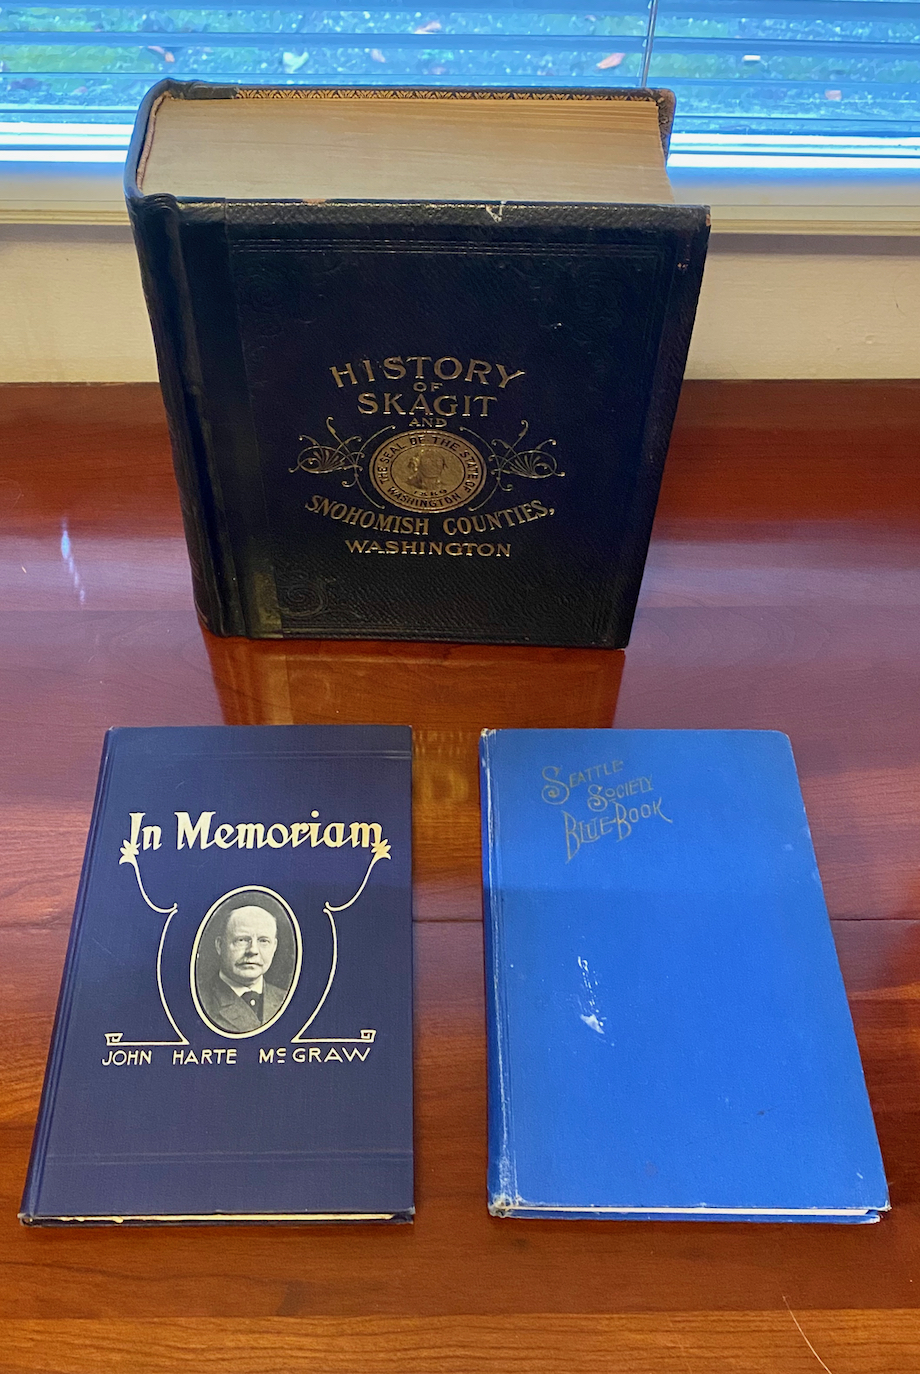 HISTORY
OF
SKAGIT
AND
THE SEAL OF THE STATE OF
WASHINGTON
1889
SNOHOMISH COUNTIES,
WASHINGTON
In Memoriam
JOHN HARTE McGRAW
SEATTLE
SOCIETY
BLUE-BOOK